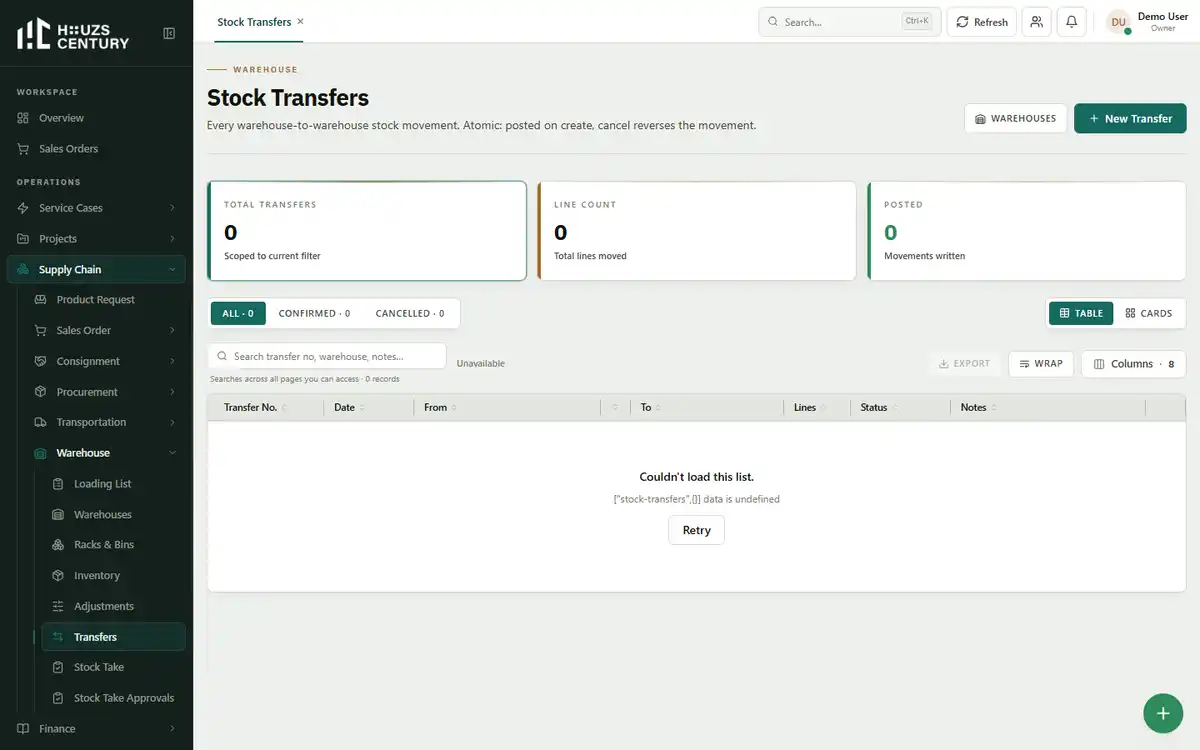 HOUZS
CENTURY
WORKSPACE
Overview
Sales Orders
OPERATIONS
Service Cases
Projects
Supply Chain
Product Request
Sales Order
Consignment
Procurement
Transportation
Warehouse
Loading List
Warehouses
Racks & Bins
Inventory
Adjustments
Transfers
Stock Take
Stock Take Approvals
Finance
Stock Transfers ×
Search...
Ctrl+K
Refresh
DU
Demo User
Owner
WAREHOUSE
Stock Transfers
Every warehouse-to-warehouse stock movement. Atomic: posted on create, cancel reverses the movement.
WAREHOUSES
+ New Transfer
TOTAL TRANSFERS
0
Scoped to current filter
LINE COUNT
0
Total lines moved
POSTED
0
Movements written
ALL · 0 CONFIRMED · 0 CANCELLED · 0
TABLE CARDS
Search transfer no, warehouse, notes...
Unavailable
Searches across all pages you can access · 0 records
EXPORT WRAP Columns · 8
Transfer No. Date From To Lines Status Notes
Couldn't load this list.
["stock-transfers",{}] data is undefined
Retry
+